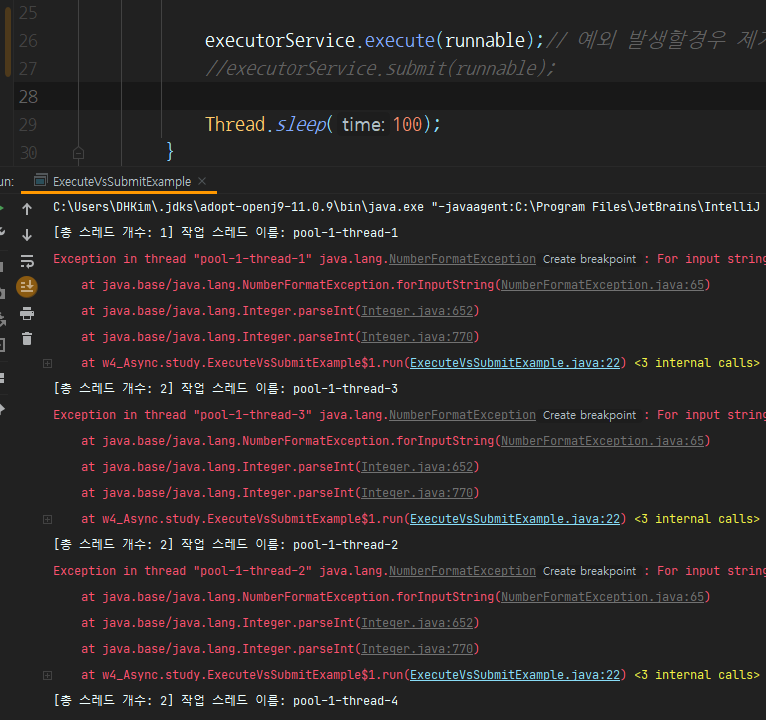 25
26 executorService.execute(runnable);// 예외 발생할경우
27 //executorService.submit(runnable);
28
29 Thread.sleep( time: 100);
30 }
un: ExecuteVsSubmitExample ×
C:\Users\DHKim\.jdks\adopt-openj9-11.0.9\bin\java.exe "-javaagent:C:\Program Files\JetBrains\IntelliJ
[총 스레드 개수: 1] 작업 스레드 이름: pool-1-thread-1
Exception in thread "pool-1-thread-1" java.lang.NumberFormatException Create breakpoint : For input string
at java.base/java.lang.NumberFormatException.forInputString(NumberFormatException.java:65)
at java.base/java.lang.Integer.parseInt(Integer.java:652)
at java.base/java.lang.Integer.parseInt(Integer.java:770)
at w4_Async.study.ExecuteVsSubmitExample$1.run(ExecuteVsSubmitExample.java:22) <3 internal calls>
[총 스레드 개수: 2] 작업 스레드 이름: pool-1-thread-3
Exception in thread "pool-1-thread-3" java.lang.NumberFormatException Create breakpoint : For input string
at java.base/java.lang.NumberFormatException.forInputString(NumberFormatException.java:65)
at java.base/java.lang.Integer.parseInt(Integer.java:652)
at java.base/java.lang.Integer.parseInt(Integer.java:770)
at w4_Async.study.ExecuteVsSubmitExample$1.run(ExecuteVsSubmitExample.java:22) <3 internal calls>
[총 스레드 개수: 2] 작업 스레드 이름: pool-1-thread-2
Exception in thread "pool-1-thread-2" java.lang.NumberFormatException Create breakpoint : For input string
at java.base/java.lang.NumberFormatException.forInputString(NumberFormatException.java:65)
at java.base/java.lang.Integer.parseInt(Integer.java:652)
at java.base/java.lang.Integer.parseInt(Integer.java:770)
at w4_Async.study.ExecuteVsSubmitExample$1.run(ExecuteVsSubmitExample.java:22) <3 internal calls>
[총 스레드 개수: 2] 작업 스레드 이름: pool-1-thread-4